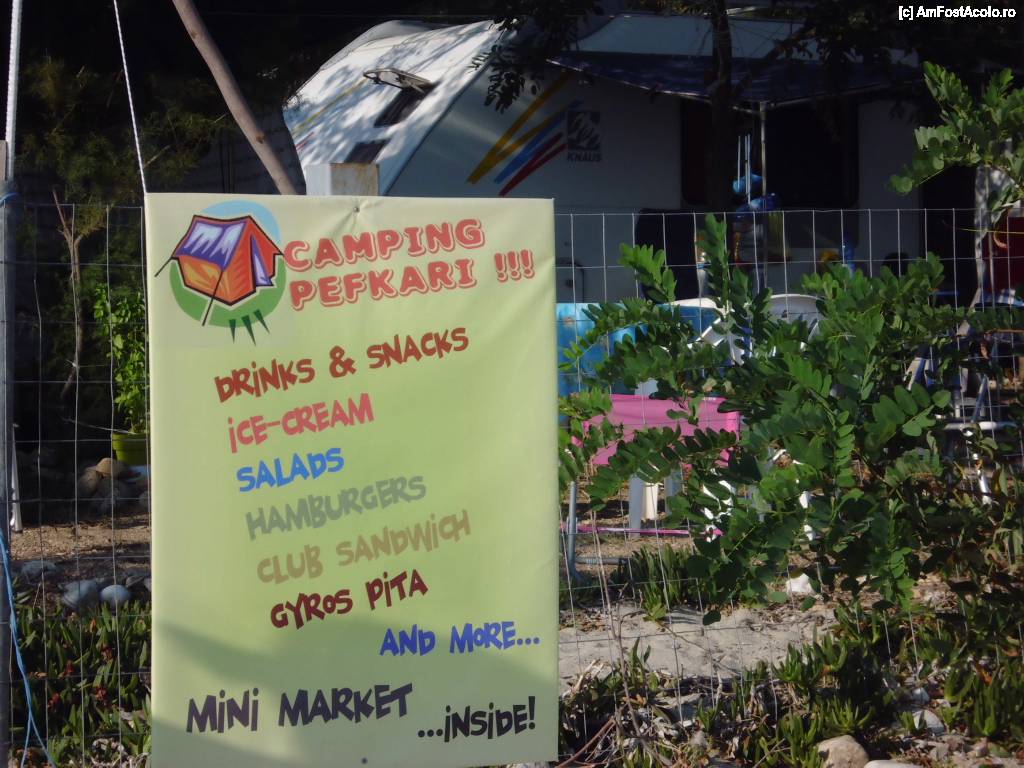 [c] AmFostAcolo.ro
KNAUS
CAMPING
PEFKARI !!!
DRINKS & SNACKS
ICE-CREAM
SALADS
HAMBURGERS
CLUB SANDWICH
GYROS PITA
AND MORE...
MINI MARKET
...INSIDE!